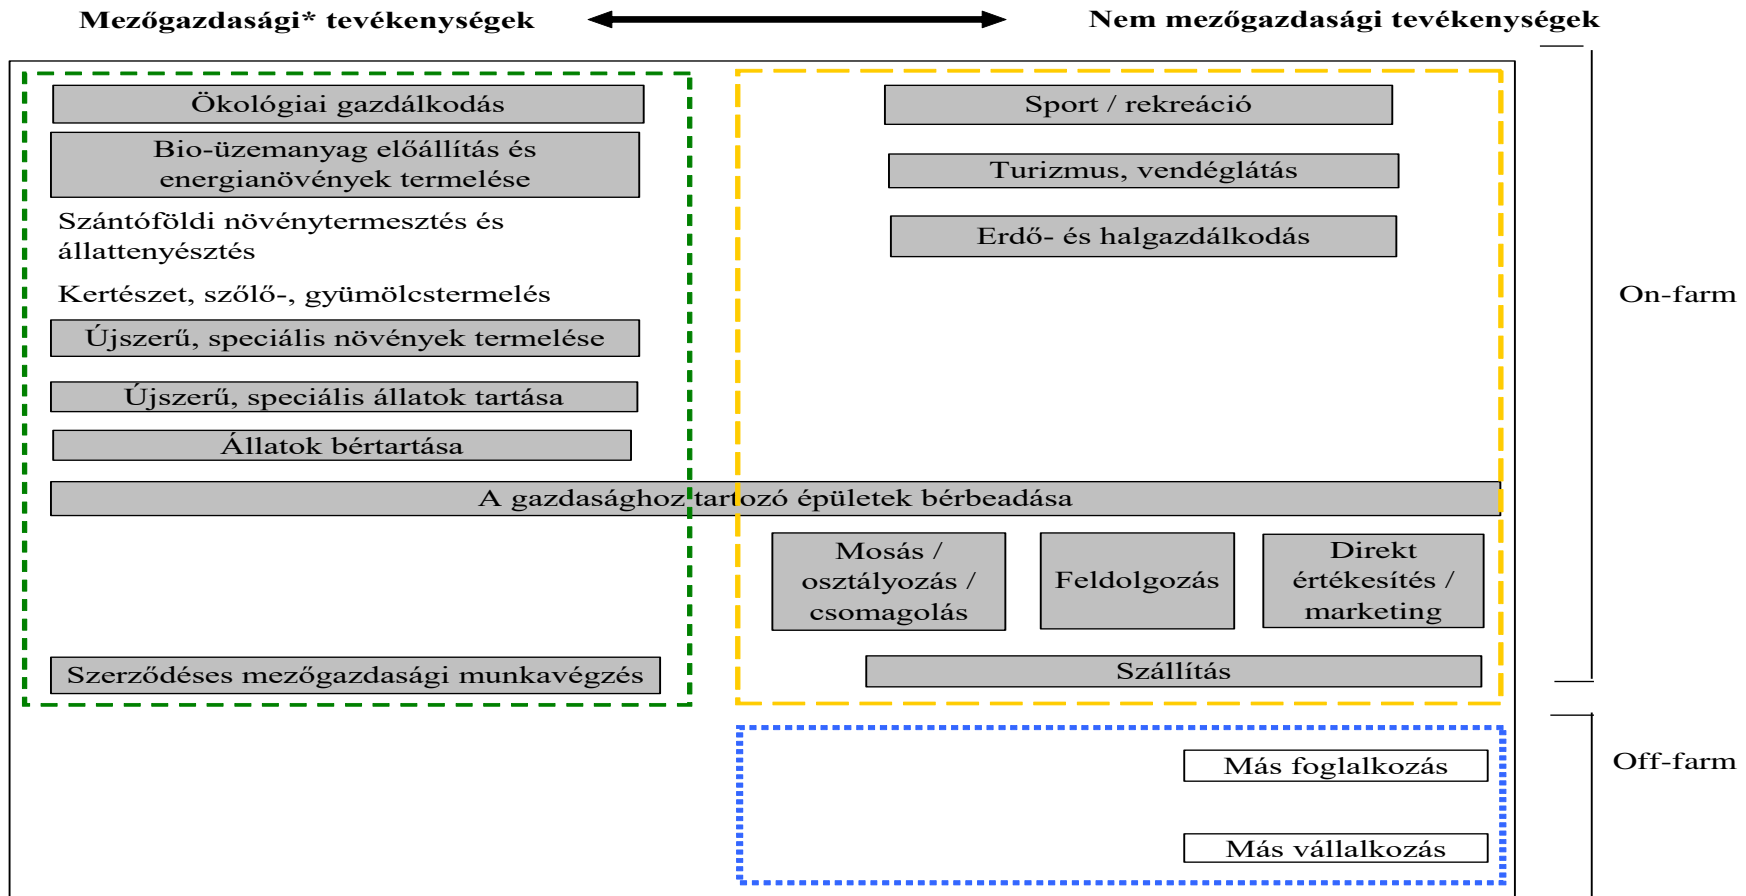 Mezőgazdasági* tevékenységek
Nem mezőgazdasági tevékenységek
Ökológiai gazdálkodás
Bio-üzemanyag előállítás és
energianövények termelése
Szántóföldi növénytermesztés és
állattenyésztés
Kertészet, szőlő-, gyümölcstermelés
Újszerű, speciális növények termelése
Újszerű, speciális állatok tartása
Állatok bértartása
Sport / rekreáció
Turizmus, vendéglátás
Erdő- és halgazdálkodás
On-farm
A gazdasághoz tartozó épületek bérbeadása
Mosás /
osztályozás /
csomagolás
Feldolgozás
Direkt
értékesítés /
marketing
Szerződéses mezőgazdasági munkavégzés
Szállítás
Más foglalkozás
Más vállalkozás
Off-farm